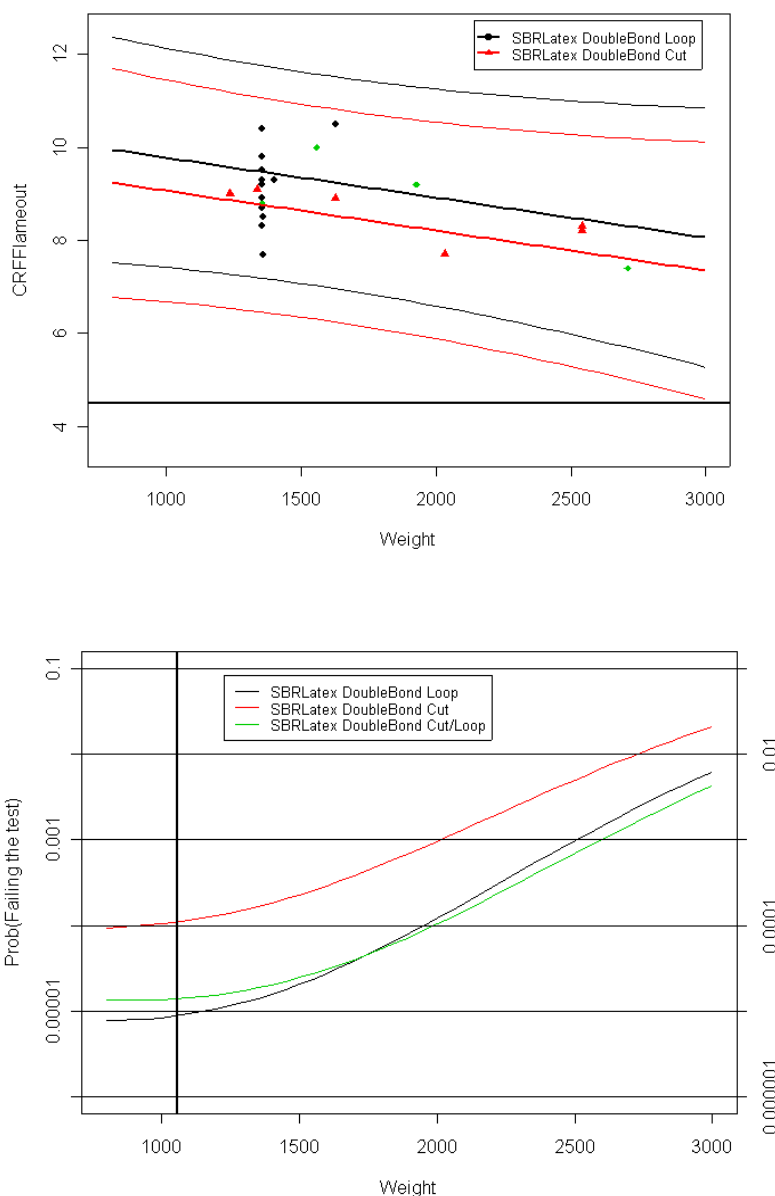 12
10
8
6
4
CRFFlameout
SBRLatex DoubleBond Loop
SBRLatex DoubleBond Cut
1000 1500 2000 2500 3000
Weight
0.1
0.001
0.00001
Prob(Failing the test)
SBRLatex DoubleBond Loop
SBRLatex DoubleBond Cut
SBRLatex DoubleBond Cut/Loop
0.01
0.0001
0.000001
1000 1500 2000 2500 3000
Weight